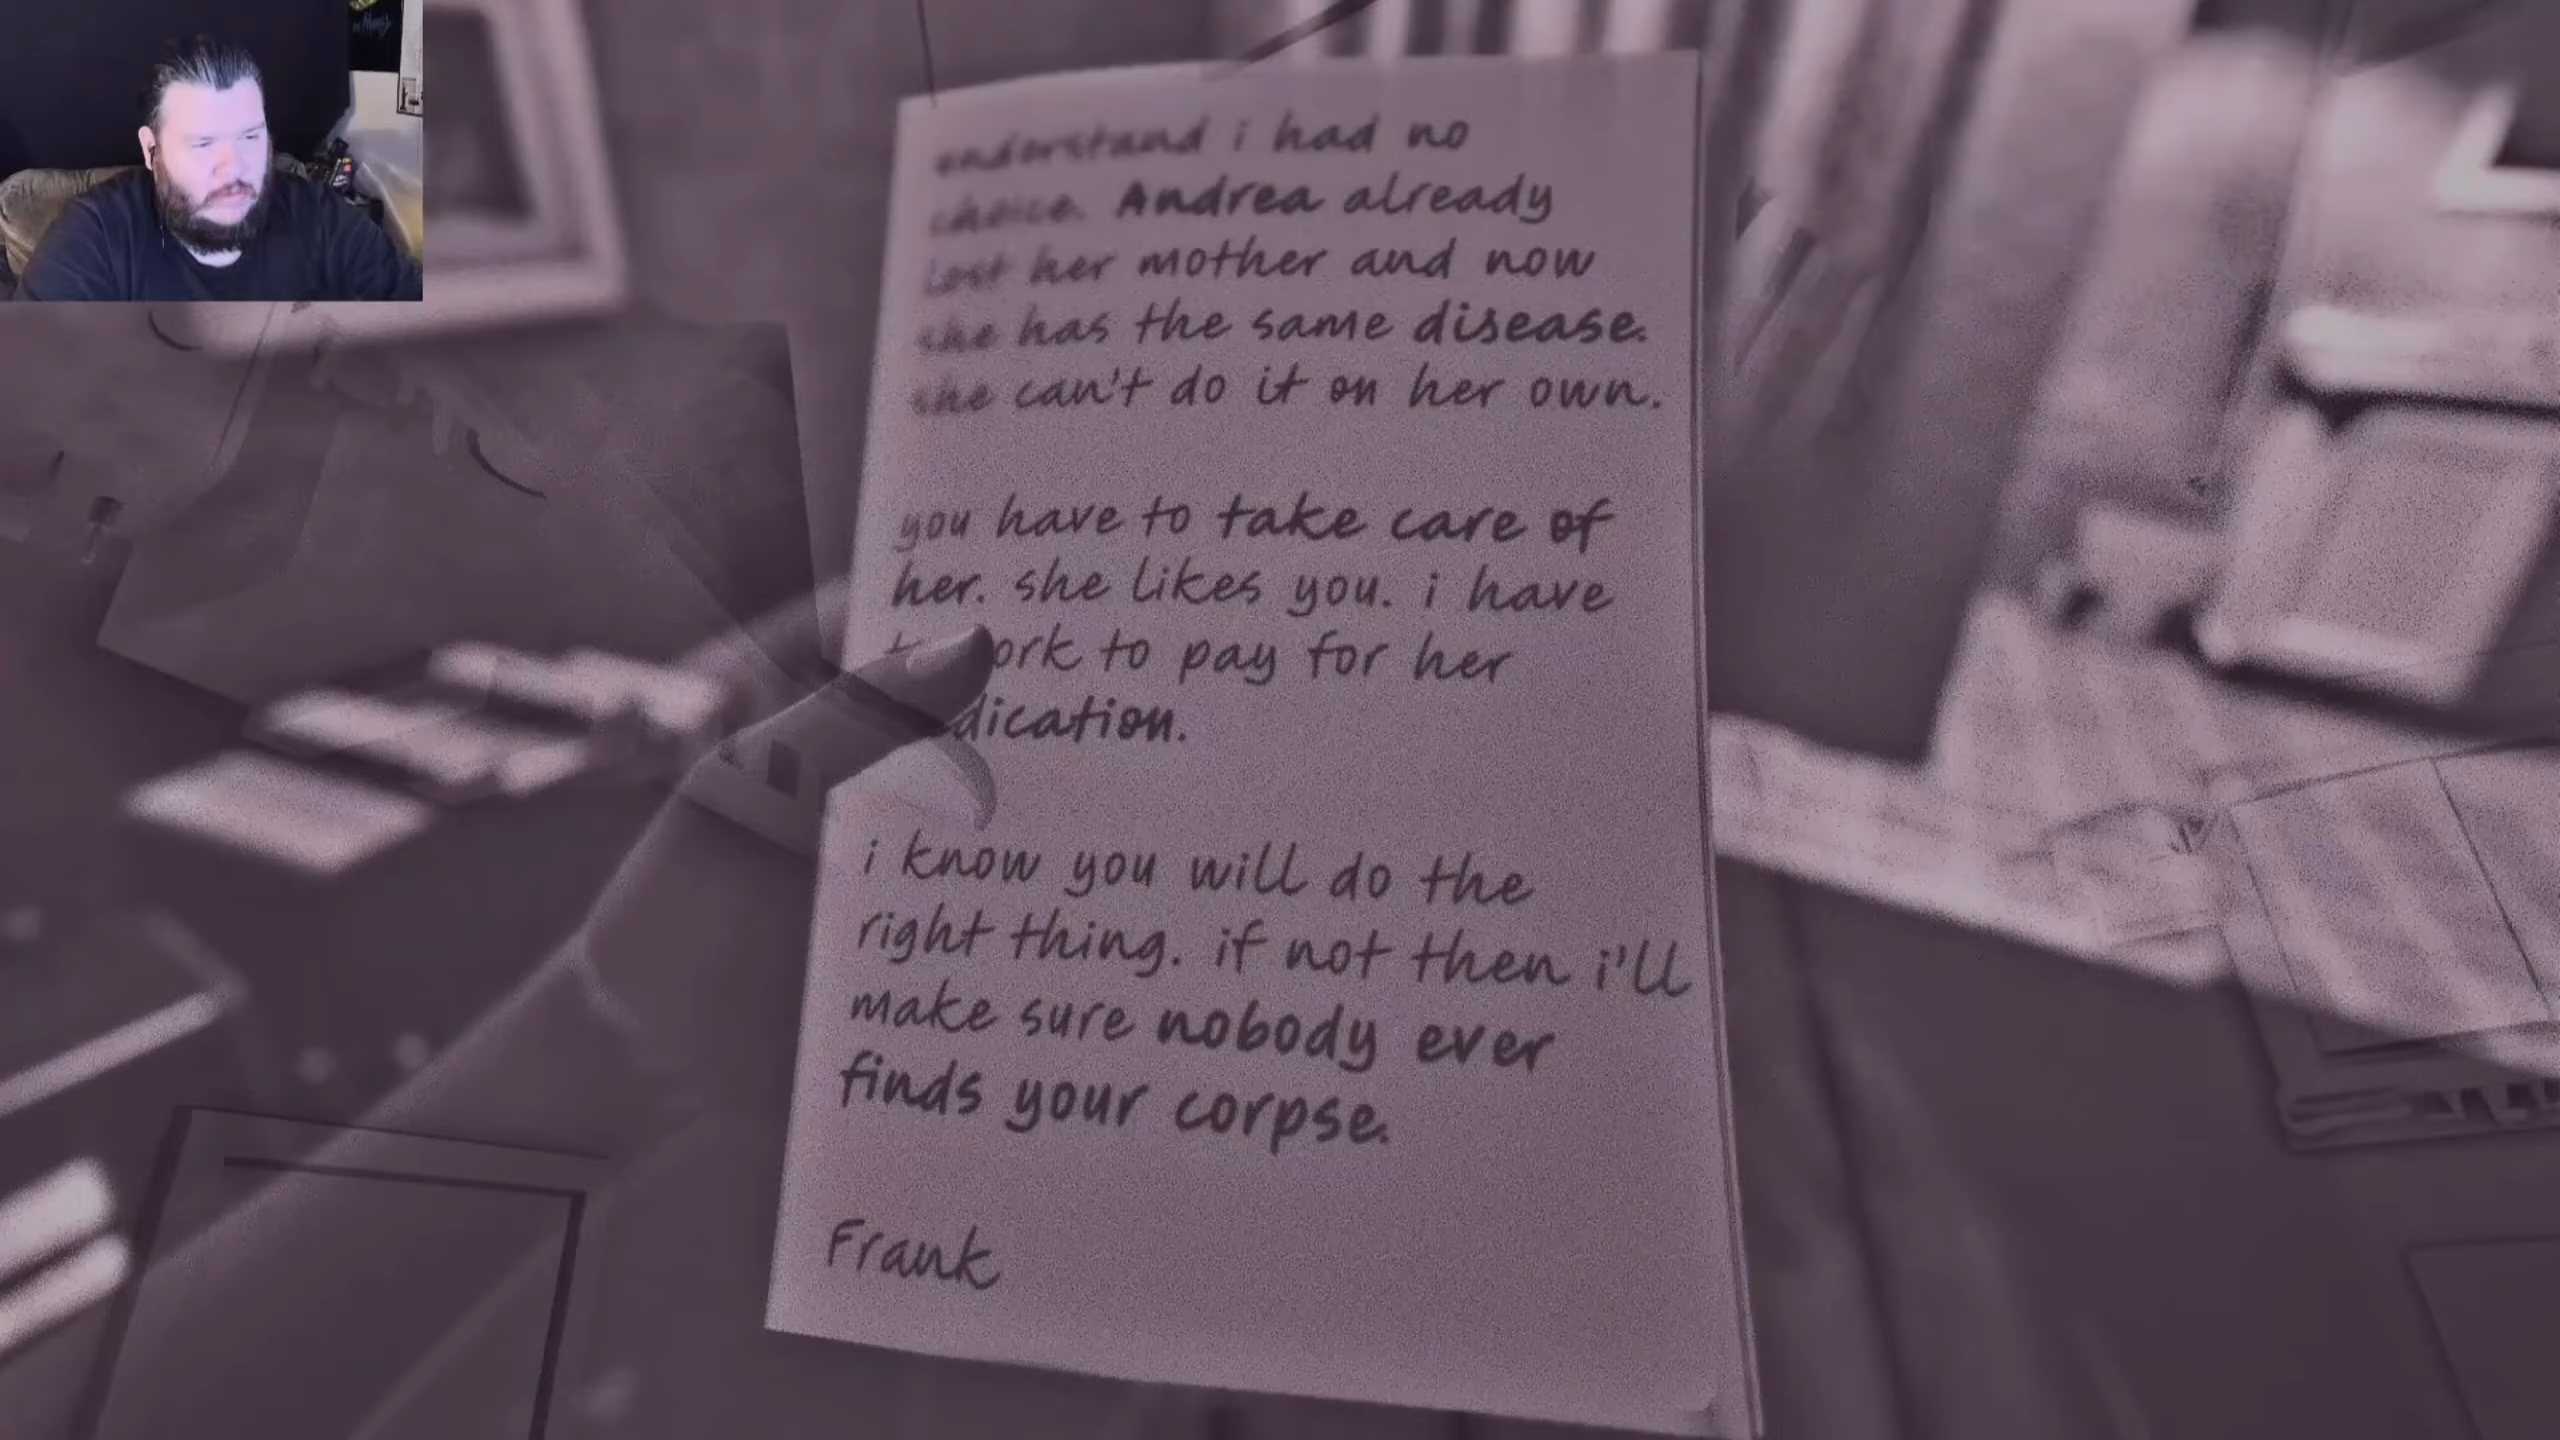 understand i had no
choice. Andrea already
lost her mother and now
she has the same disease.
she can't do it on her own.
you have to take care of
her. she likes you. i have
to pay for her
i know you will do the
right thing. if not then i'll
make sure nobody ever
finds your corpse.
Frank